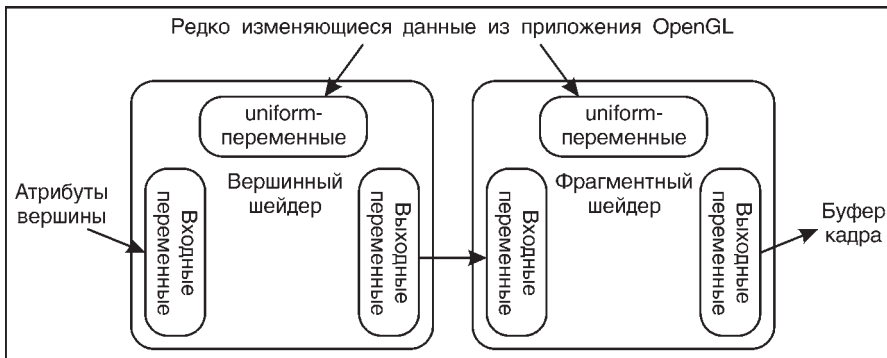 Редко изменяющиеся данные из приложения OpenGL
uniform-
переменные
uniform-
переменные
Атрибуты
вершины
Входные
переменные
Вершинный
шейдер
Выходные
переменные
Входные
переменные
Фрагментный
шейдер
Выходные
переменные
Буфер
кадра